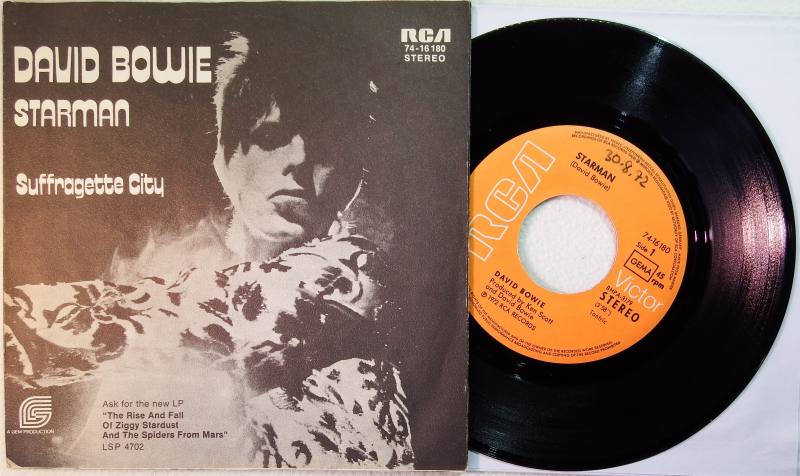 DAVID BOWIE
STARMAN
Suffragette City
RCA
74-16180
STEREO
Ask for the new LP
"The Rise And Fall
Of Ziggy Stardust
And The Spiders From Mars"
LSP 4702
A GEM PRODUCTION
RCA
STARMAN
(David Bowie)
30.8.72
74-16180
Side 1
GEMA
45
rpm
Victor
STEREO
DAVID BOWIE
Produced by Ken Scott
and David Bowie
Ⓟ 1972 RCA RECORDS